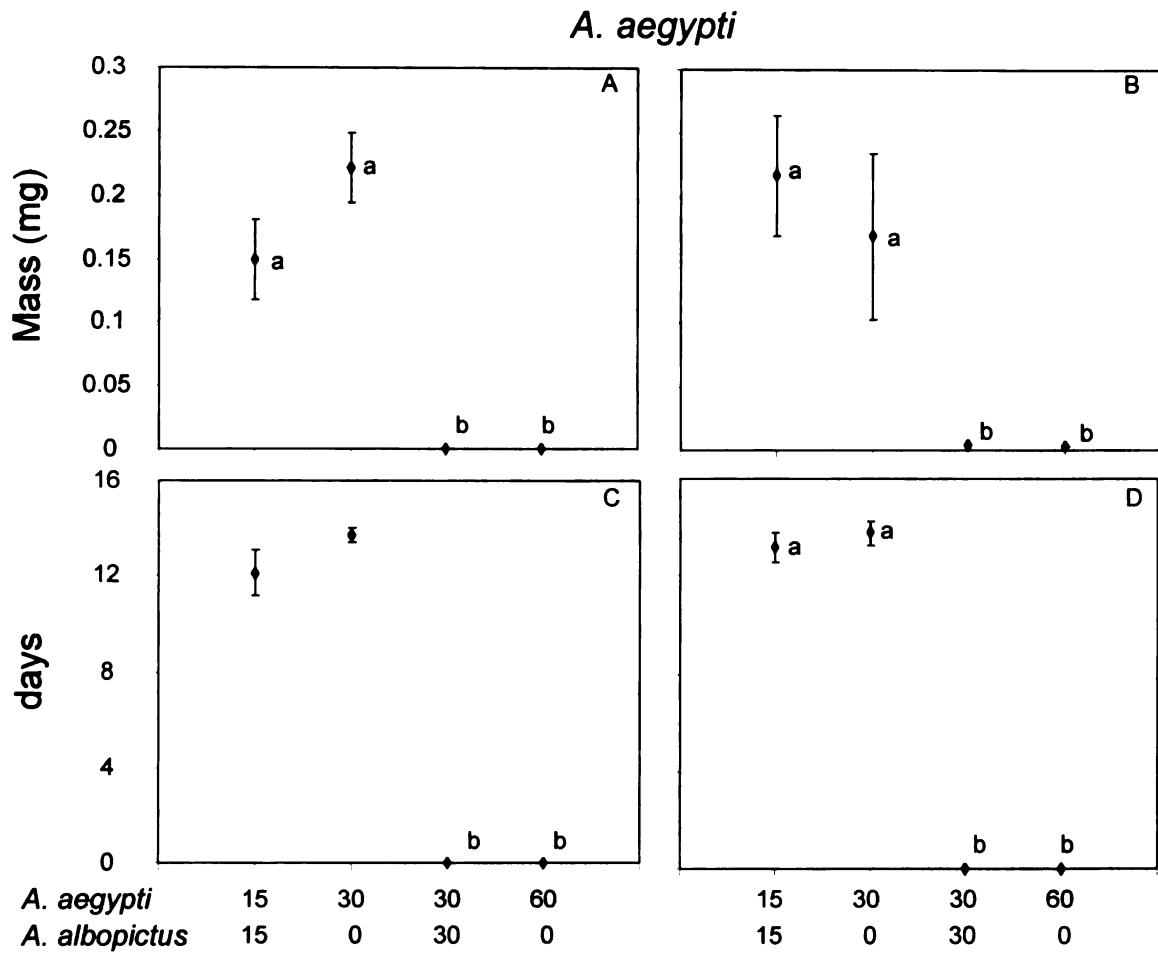 A. aegypti
0.3
0.25
0.2
0.15
0.1
0.05
0
Mass (mg)
A
a
a
b
b
B
a
a
b
b
16
12
8
4
0
days
C
b
b
D
a
a
b
b
A. aegypti 15 30 30 60 15 30 30 60
A. albopictus 15 0 30 0 15 0 30 0